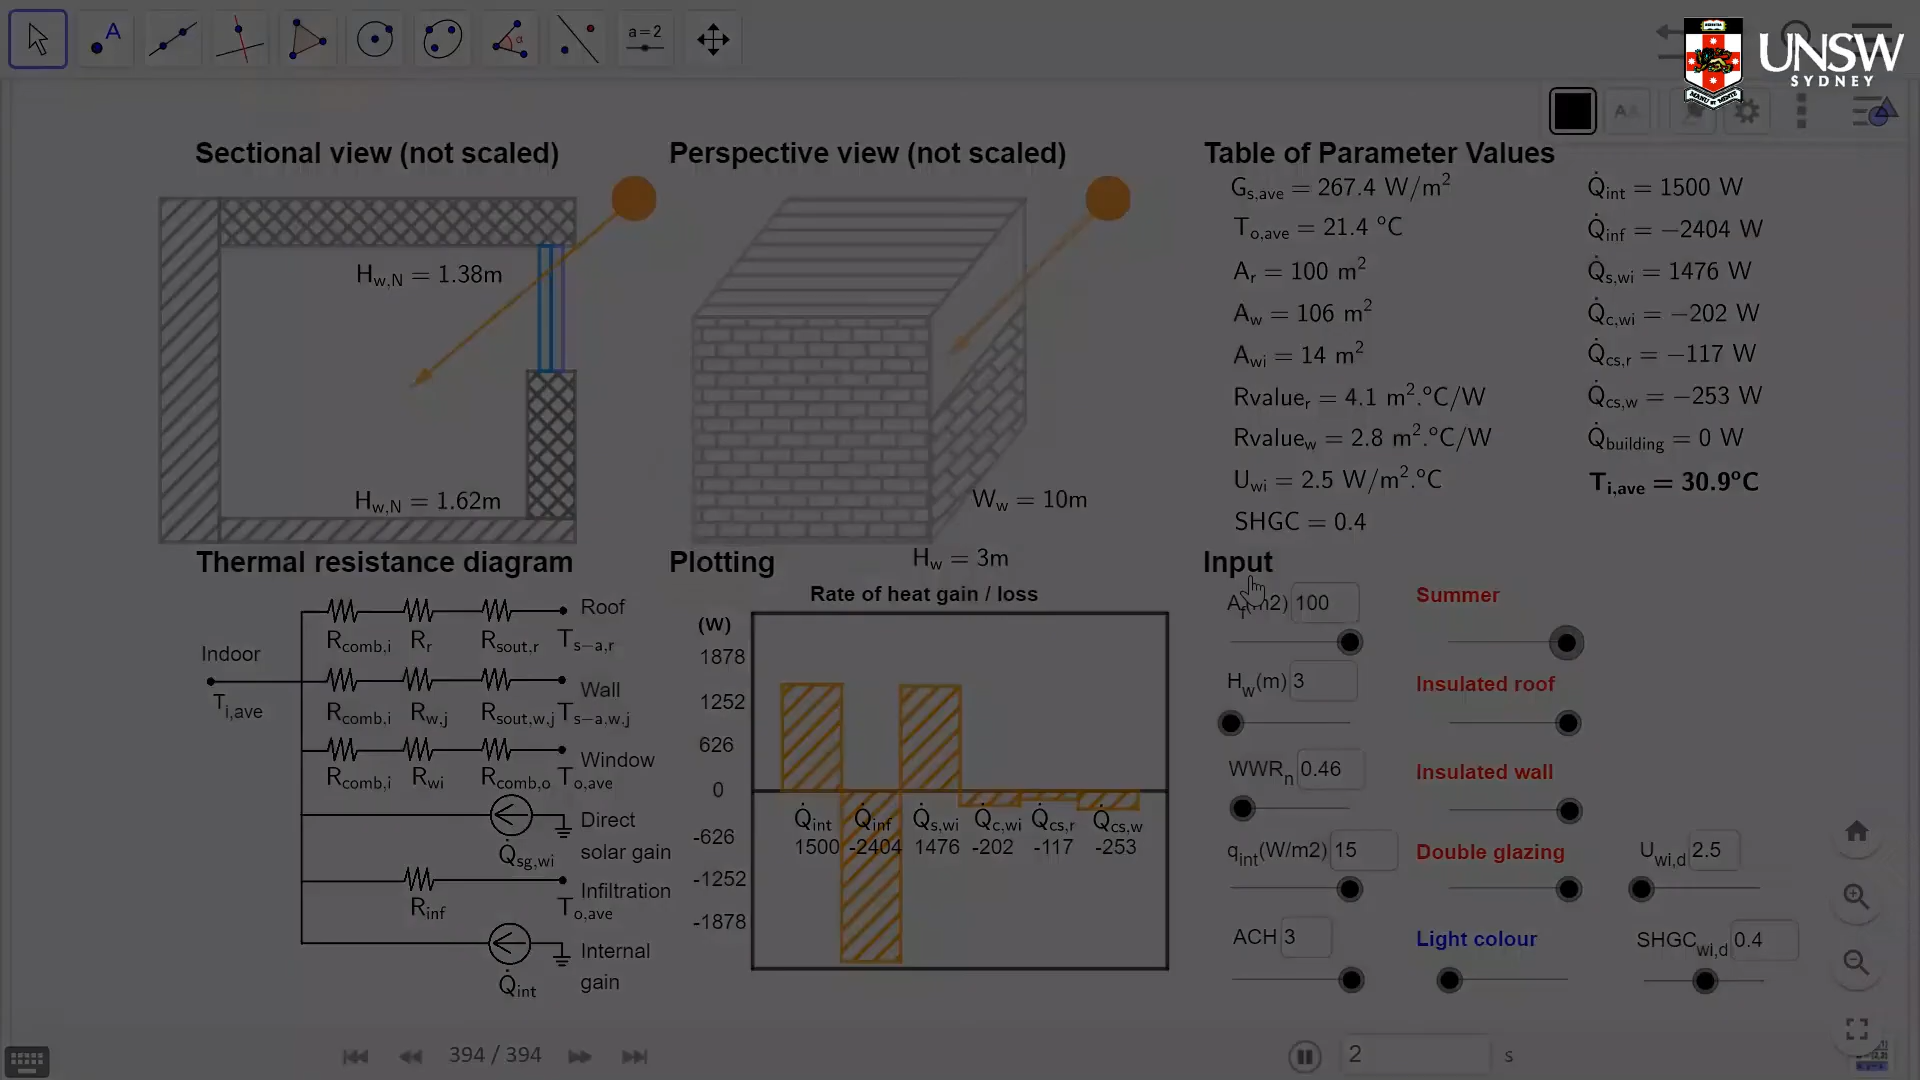 A
α
a=2
UNSW
SYDNEY
Sectional view (not scaled)
H_w,N = 1.38m
H_w,N = 1.62m
Perspective view (not scaled)
W_w = 10m
H_w = 3m
Table of Parameter Values
G_s,ave = 267.4 W/m²
T_o,ave = 21.4 °C
A_r = 100 m²
A_w = 106 m²
A_wi = 14 m²
Rvalue_r = 4.1 m².°C/W
Rvalue_w = 2.8 m².°C/W
U_wi = 2.5 W/m².°C
SHGC = 0.4
Q̇_int = 1500 W
Q̇_inf = −2404 W
Q̇_s,wi = 1476 W
Q̇_c,wi = −202 W
Q̇_cs,r = −117 W
Q̇_cs,w = −253 W
Q̇_building = 0 W
T_i,ave = 30.9°C
Thermal resistance diagram
Indoor
T_i,ave
R_comb,i R_r R_sout,r T_s−a,r Roof
R_comb,i R_w,j R_sout,w,j T_s−a,w,j Wall
R_comb,i R_wi R_comb,o T_o,ave Window
Q̇_sg,wi Direct
solar gain
R_inf T_o,ave Infiltration
Q̇_int Internal
gain
Plotting
Rate of heat gain / loss
(W)
1878
1252
626
0
-626
-1252
-1878
Q̇_int Q̇_inf Q̇_s,wi Q̇_c,wi Q̇_cs,r Q̇_cs,w
1500 -2404 1476 -202 -117 -253
Input
A_f(m2) 100
H_w(m) 3
WWR_n 0.46
q_int(W/m2) 15
ACH 3
Summer
Insulated roof
Insulated wall
Double glazing
Light colour
U_wi,d 2.5
SHGC_wi,d 0.4
394 / 394
2 s